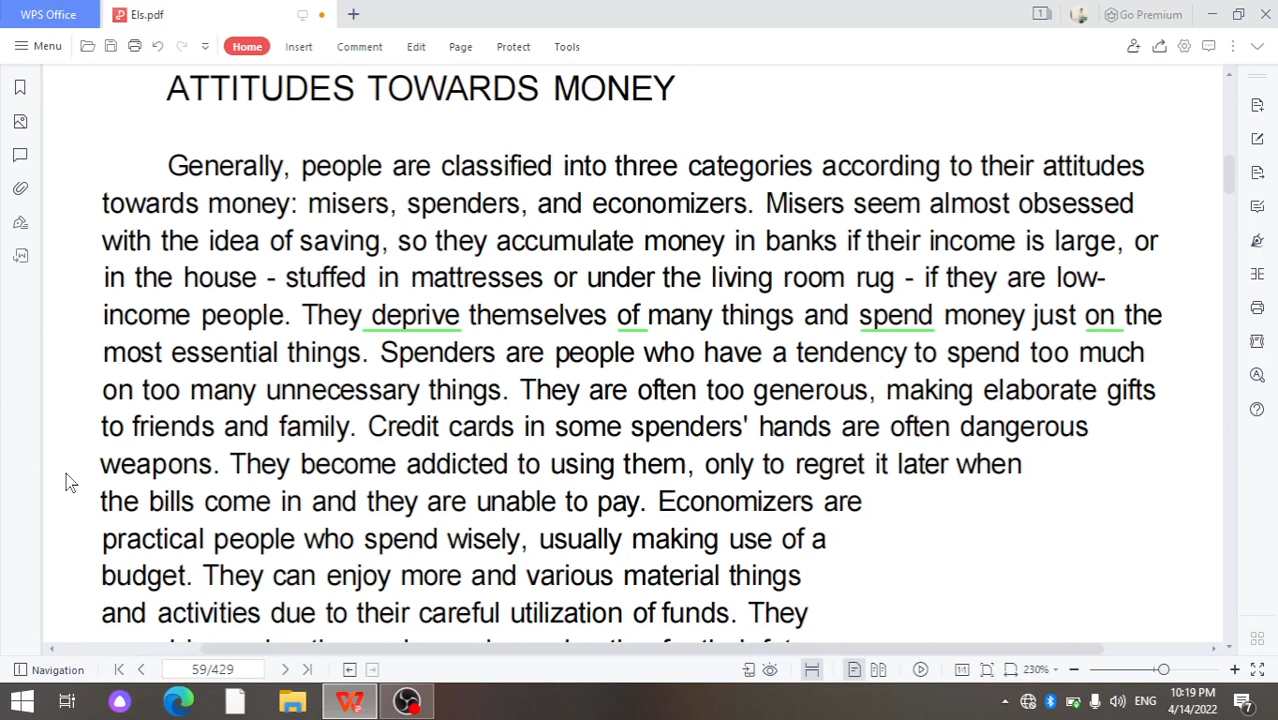 WPS Office
Els.pdf
1
Go Premium
Menu
Home
Insert
Comment
Edit
Page
Protect
Tools
ATTITUDES TOWARDS MONEY
Generally, people are classified into three categories according to their attitudes
towards money: misers, spenders, and economizers. Misers seem almost obsessed
with the idea of saving, so they accumulate money in banks if their income is large, or
in the house - stuffed in mattresses or under the living room rug - if they are low-
income people. They deprive themselves of many things and spend money just on the
most essential things. Spenders are people who have a tendency to spend too much
on too many unnecessary things. They are often too generous, making elaborate gifts
to friends and family. Credit cards in some spenders' hands are often dangerous
weapons. They become addicted to using them, only to regret it later when
the bills come in and they are unable to pay. Economizers are
practical people who spend wisely, usually making use of a
budget. They can enjoy more and various material things
and activities due to their careful utilization of funds. They
Navigation
59/429
1:1
230%
ENG
10:19 PM
4/14/2022
7